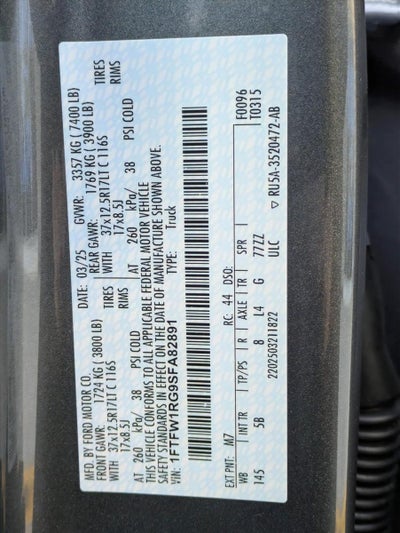 MFD. BY FORD MOTOR CO.
DATE: 03/25 GVWR: 3357 KG (7400 LB)
FRONT GAWR: 1724 KG (3800 LB) REAR GAWR: 1769 KG (3900 LB)
WITH 37x12.5R17LT C 116S TIRES WITH 37x12.5R17LT C 116S TIRES
17x8.5J RIMS 17x8.5J RIMS
AT 260 kPa/ 38 PSI COLD AT 260 kPa/ 38 PSI COLD
THIS VEHICLE CONFORMS TO ALL APPLICABLE FEDERAL MOTOR VEHICLE
SAFETY STANDARDS IN EFFECT ON THE DATE OF MANUFACTURE SHOWN ABOVE.
VIN: 1FTFW1RG9SFA82891 TYPE: Truck
F0096
T0315
EXT PNT: M7 RC: 44 DSO:
WB INT TR TP/PS R AXLE TR SPR
145 5B 8 L4 G 77ZZ
2202503211822 ULC
▽ RU5A-3520472-AB